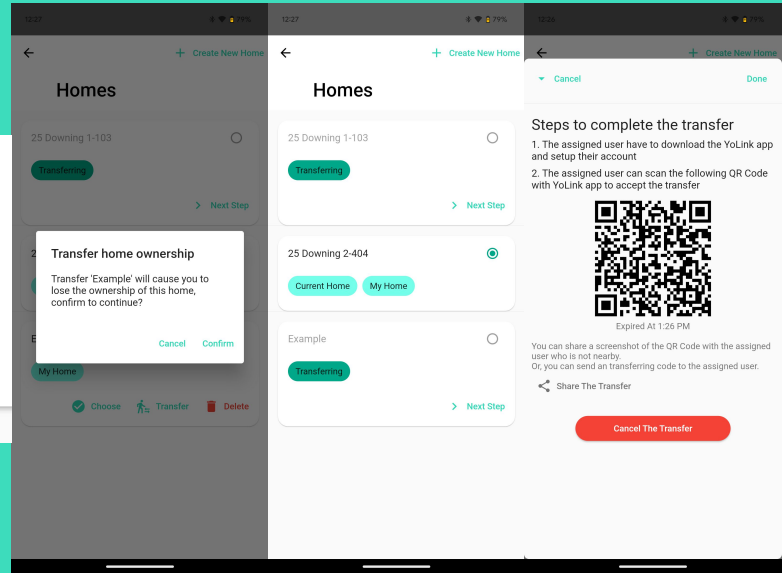 12:27
79%
Create New Home
Homes
25 Downing 1-103
Transferring
Next Step
2
Transfer home ownership
Transfer 'Example' will cause you to
lose the ownership of this home,
confirm to continue?
Cancel Confirm
E
My Home
Choose Transfer Delete
12:27
79%
Create New Home
Homes
25 Downing 1-103
Transferring
Next Step
25 Downing 2-404
Current Home My Home
Example
Transferring
Next Step
12:26
79%
Create New Home
Cancel Done
Steps to complete the transfer
1. The assigned user have to download the YoLink app
and setup their account
2. The assigned user can scan the following QR Code
with YoLink app to accept the transfer
Expired At 1:26 PM
You can share a screenshot of the QR Code with the assigned
user who is not nearby.
Or, you can send an transferring code to the assigned user.
Share The Transfer
Cancel The Transfer